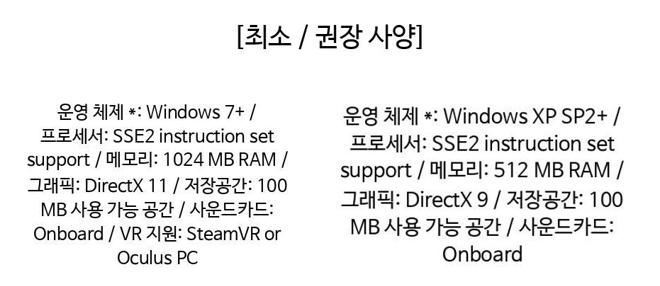 [최소 / 권장 사양]
운영 체제 *: Windows 7+ /
프로세서: SSE2 instruction set
support / 메모리: 1024 MB RAM /
그래픽: DirectX 11 / 저장공간: 100
MB 사용 가능 공간 / 사운드카드:
Onboard / VR 지원: SteamVR or
Oculus PC
운영 체제 *: Windows XP SP2+ /
프로세서: SSE2 instruction set
support / 메모리: 512 MB RAM /
그래픽: DirectX 9 / 저장공간: 100
MB 사용 가능 공간 / 사운드카드:
Onboard